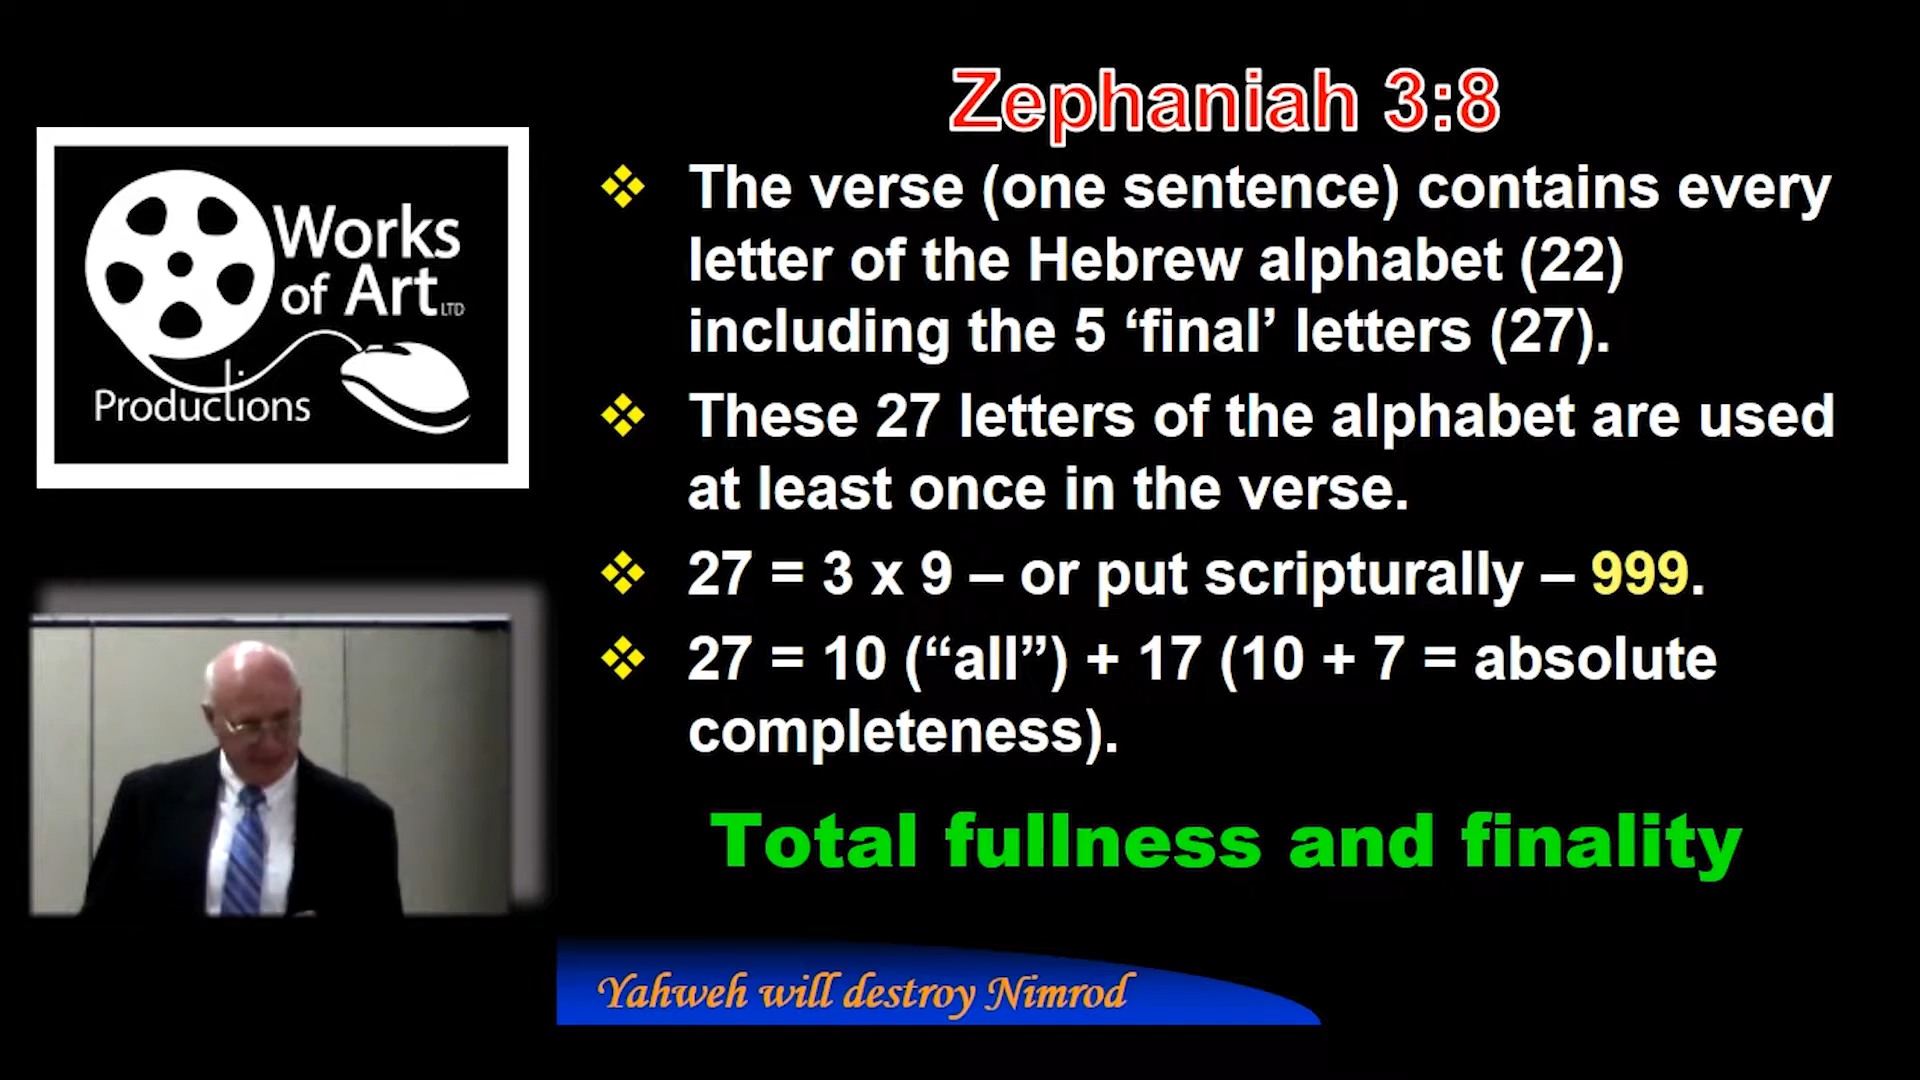 Works
of Art LTD
Productions
Zephaniah 3:8
❖ The verse (one sentence) contains every
letter of the Hebrew alphabet (22)
including the 5 ‘final’ letters (27).
❖ These 27 letters of the alphabet are used
at least once in the verse.
❖ 27 = 3 x 9 – or put scripturally – 999.
❖ 27 = 10 (“all”) + 17 (10 + 7 = absolute
completeness).
Total fullness and finality
Yahweh will destroy Nimrod